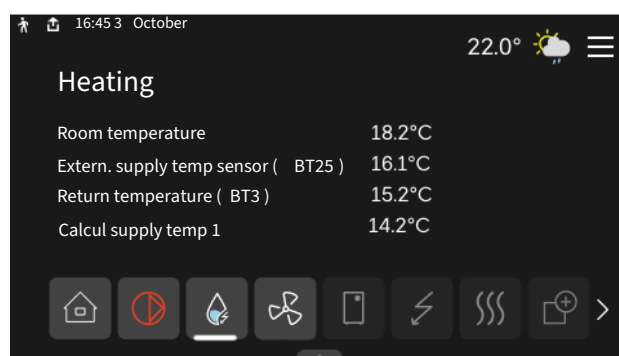 16:45 3 October
22.0°
Heating
Room temperature 18.2°C
Extern. supply temp sensor ( BT25 ) 16.1°C
Return temperature ( BT3 ) 15.2°C
Calcul supply temp 1 14.2°C